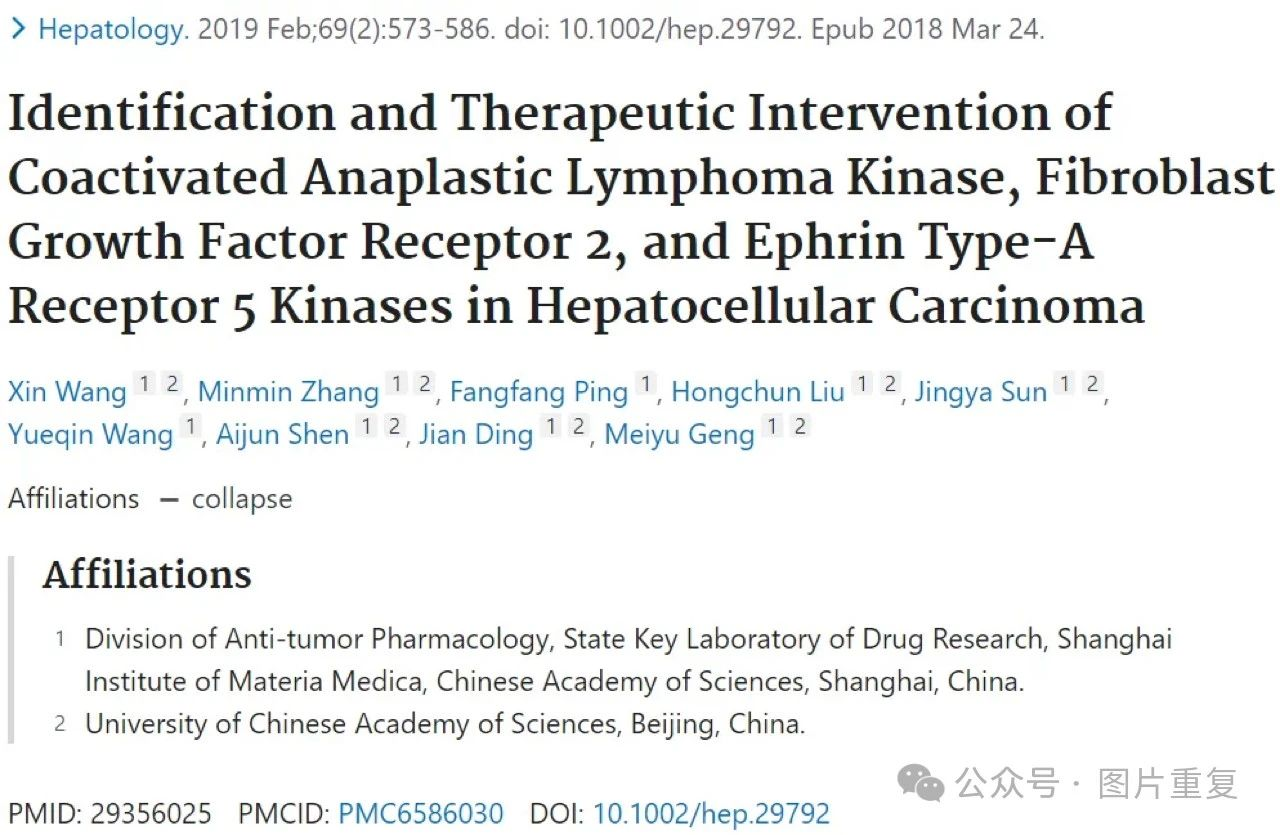 Hepatology. 2019 Feb;69(2):573-586. doi: 10.1002/hep.29792. Epub 2018 Mar 24.
Identification and Therapeutic Intervention of
Coactivated Anaplastic Lymphoma Kinase, Fibroblast
Growth Factor Receptor 2, and Ephrin Type-A
Receptor 5 Kinases in Hepatocellular Carcinoma
Xin Wang 1 2, Minmin Zhang 1 2, Fangfang Ping 1, Hongchun Liu 1 2, Jingya Sun 1 2,
Yueqin Wang 1, Aijun Shen 1 2, Jian Ding 1 2, Meiyu Geng 1 2
Affiliations — collapse
Affiliations
1 Division of Anti-tumor Pharmacology, State Key Laboratory of Drug Research, Shanghai
Institute of Materia Medica, Chinese Academy of Sciences, Shanghai, China.
2 University of Chinese Academy of Sciences, Beijing, China.
公众号 · 图片重复
PMID: 29356025 PMCID: PMC6586030 DOI: 10.1002/hep.29792